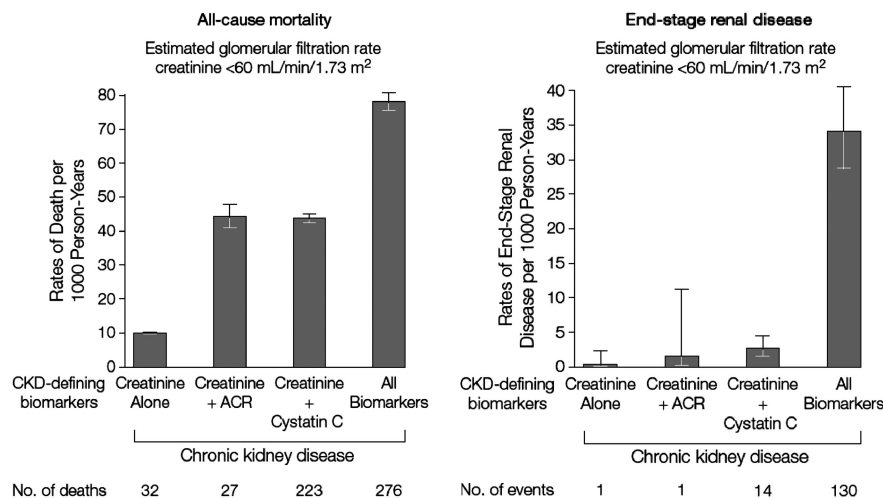 All-cause mortality
Estimated glomerular filtration rate
creatinine <60 mL/min/1.73 m²
Rates of Death per
1000 Person-Years
80
70
60
50
40
30
20
10
0
CKD-defining
biomarkers
Creatinine
Alone
Creatinine
+ ACR
Creatinine
+
Cystatin C
All
Biomarkers
Chronic kidney disease
No. of deaths 32 27 223 276
End-stage renal disease
Estimated glomerular filtration rate
creatinine <60 mL/min/1.73 m²
Rates of End-Stage Renal
Disease per 1000 Person-Years
40
35
30
25
20
15
10
5
0
CKD-defining
biomarkers
Creatinine
Alone
Creatinine
+ ACR
Creatinine
+
Cystatin C
All
Biomarkers
Chronic kidney disease
No. of events 1 1 14 130